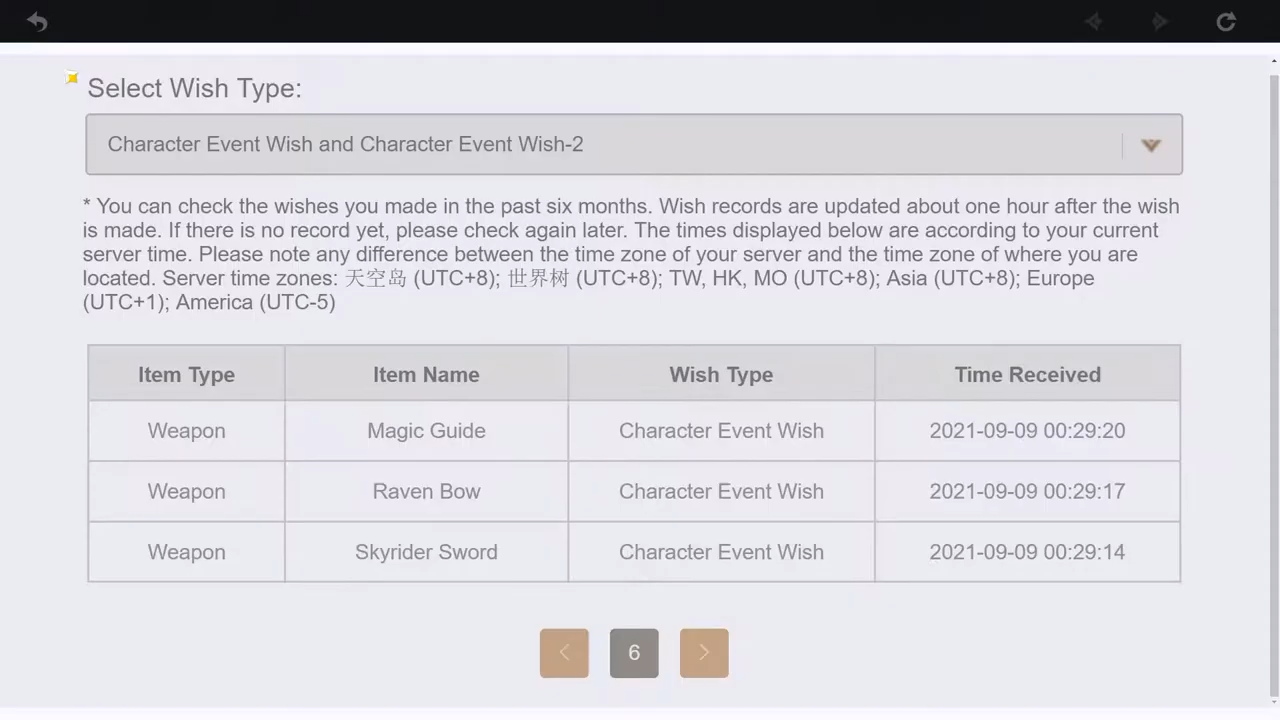 Select Wish Type:
Character Event Wish and Character Event Wish-2
* You can check the wishes you made in the past six months. Wish records are updated about one hour after the wish
is made. If there is no record yet, please check again later. The times displayed below are according to your current
server time. Please note any difference between the time zone of your server and the time zone of where you are
located. Server time zones: 天空岛 (UTC+8); 世界树 (UTC+8); TW, HK, MO (UTC+8); Asia (UTC+8); Europe
(UTC+1); America (UTC-5)
Item Type Item Name Wish Type Time Received
Weapon Magic Guide Character Event Wish 2021-09-09 00:29:20
Weapon Raven Bow Character Event Wish 2021-09-09 00:29:17
Weapon Skyrider Sword Character Event Wish 2021-09-09 00:29:14
6